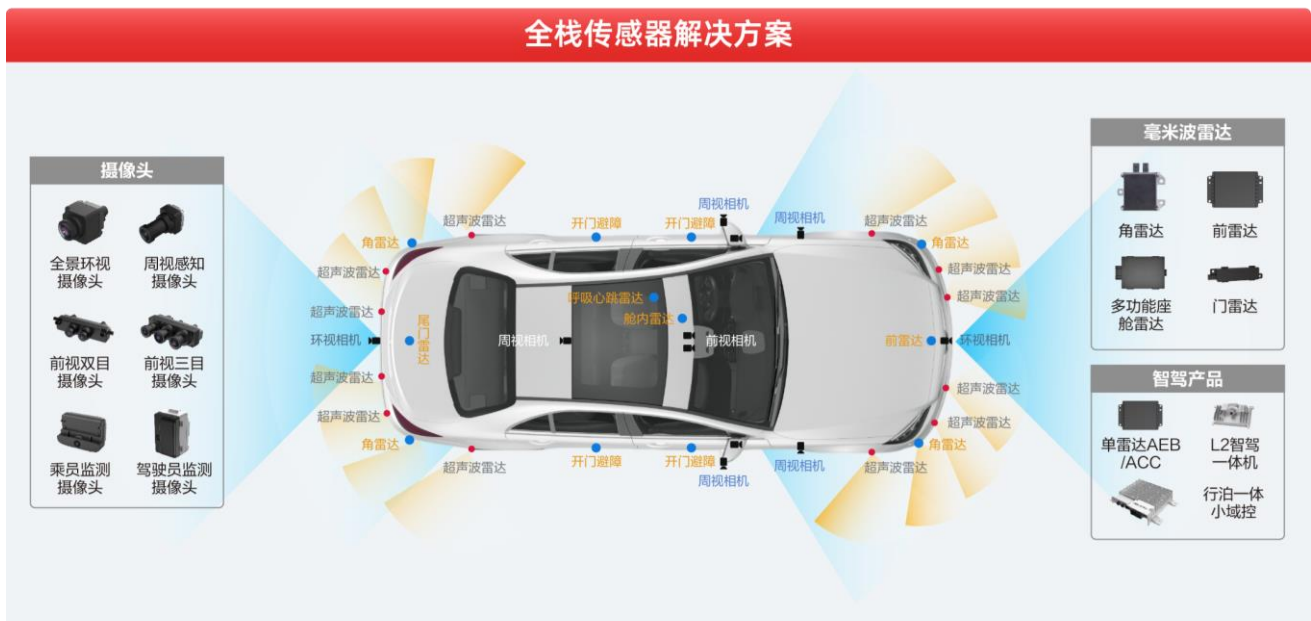 全栈传感器解决方案
摄像头
全景环视
摄像头
周视感知
摄像头
前视双目
摄像头
前视三目
摄像头
乘员监测
摄像头
驾驶员监测
摄像头
周视相机
周视相机
超声波雷达
开门避障
开门避障
超声波雷达
角雷达
角雷达
超声波雷达
超声波雷达
超声波雷达
超声波雷达
呼吸心跳雷达
舱内雷达
环视相机
尾门雷达
周视相机
前视相机
前雷达
环视相机
超声波雷达
超声波雷达
超声波雷达
超声波雷达
角雷达
角雷达
超声波雷达
开门避障
开门避障
周视相机
超声波雷达
周视相机
毫米波雷达
角雷达
前雷达
多功能座
舱雷达
门雷达
智驾产品
单雷达AEB
/ACC
L2智驾
一体机
行泊一体
小域控